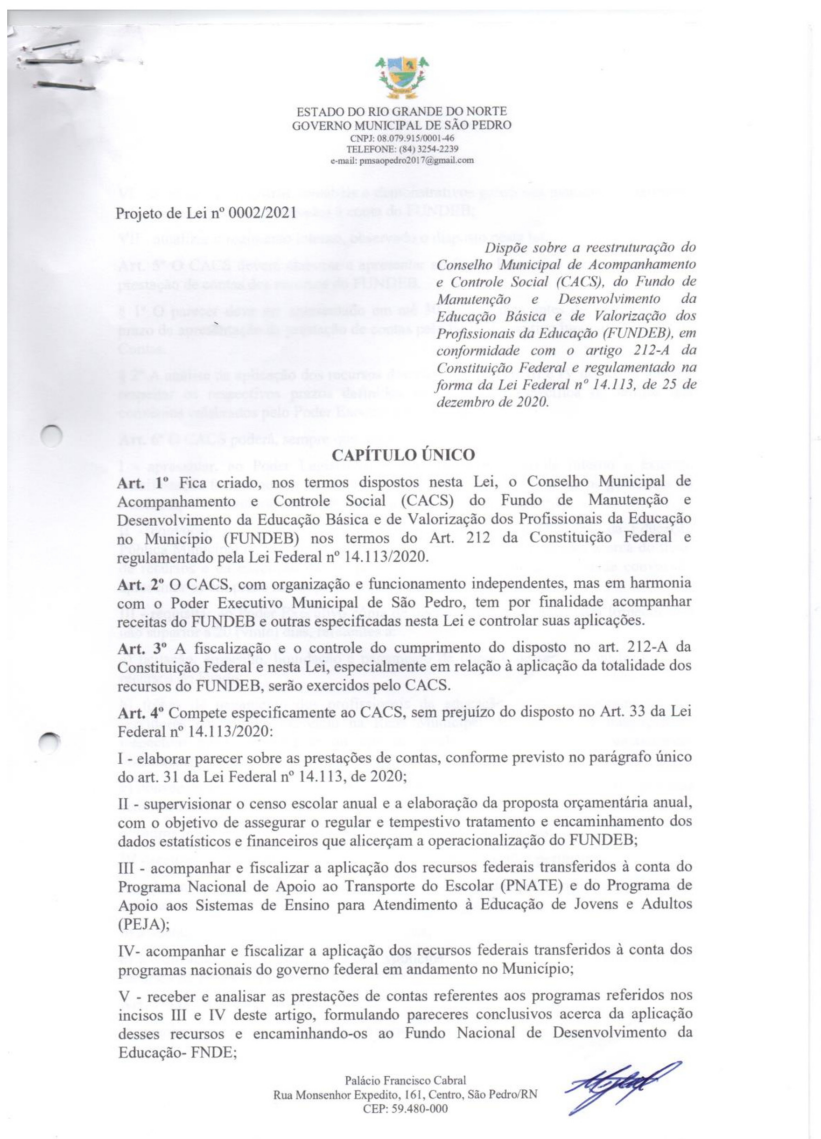 ESTADO DO RIO GRANDE DO NORTE
GOVERNO MUNICIPAL DE SÃO PEDRO
CNPJ: 08.079.915/0001-46
TELEFONE: (84) 3254-2239
e-mail: pmsaopedro2017@gmail.com
Projeto de Lei nº 0002/2021
Dispõe sobre a reestruturação do
Conselho Municipal de Acompanhamento
e Controle Social (CACS), do Fundo de
Manutenção e Desenvolvimento da
Educação Básica e de Valorização dos
Profissionais da Educação (FUNDEB), em
conformidade com o artigo 212-A da
Constituição Federal e regulamentado na
forma da Lei Federal nº 14.113, de 25 de
dezembro de 2020.
CAPÍTULO ÚNICO
Art. 1º Fica criado, nos termos dispostos nesta Lei, o Conselho Municipal de
Acompanhamento e Controle Social (CACS) do Fundo de Manutenção e
Desenvolvimento da Educação Básica e de Valorização dos Profissionais da Educação
no Município (FUNDEB) nos termos do Art. 212 da Constituição Federal e
regulamentado pela Lei Federal nº 14.113/2020.
Art. 2º O CACS, com organização e funcionamento independentes, mas em harmonia
com o Poder Executivo Municipal de São Pedro, tem por finalidade acompanhar
receitas do FUNDEB e outras especificadas nesta Lei e controlar suas aplicações.
Art. 3º A fiscalização e o controle do cumprimento do disposto no art. 212-A da
Constituição Federal e nesta Lei, especialmente em relação à aplicação da totalidade dos
recursos do FUNDEB, serão exercidos pelo CACS.
Art. 4º Compete especificamente ao CACS, sem prejuízo do disposto no Art. 33 da Lei
Federal nº 14.113/2020:
I - elaborar parecer sobre as prestações de contas, conforme previsto no parágrafo único
do art. 31 da Lei Federal nº 14.113, de 2020;
II - supervisionar o censo escolar anual e a elaboração da proposta orçamentária anual,
com o objetivo de assegurar o regular e tempestivo tratamento e encaminhamento dos
dados estatísticos e financeiros que alicerçam a operacionalização do FUNDEB;
III - acompanhar e fiscalizar a aplicação dos recursos federais transferidos à conta do
Programa Nacional de Apoio ao Transporte do Escolar (PNATE) e do Programa de
Apoio aos Sistemas de Ensino para Atendimento à Educação de Jovens e Adultos
(PEJA);
IV- acompanhar e fiscalizar a aplicação dos recursos federais transferidos à conta dos
programas nacionais do governo federal em andamento no Município;
V - receber e analisar as prestações de contas referentes aos programas referidos nos
incisos III e IV deste artigo, formulando pareceres conclusivos acerca da aplicação
desses recursos e encaminhando-os ao Fundo Nacional de Desenvolvimento da
Educação- FNDE;
Palácio Francisco Cabral
Rua Monsenhor Expedito, 161, Centro, São Pedro/RN
CEP: 59.480-000